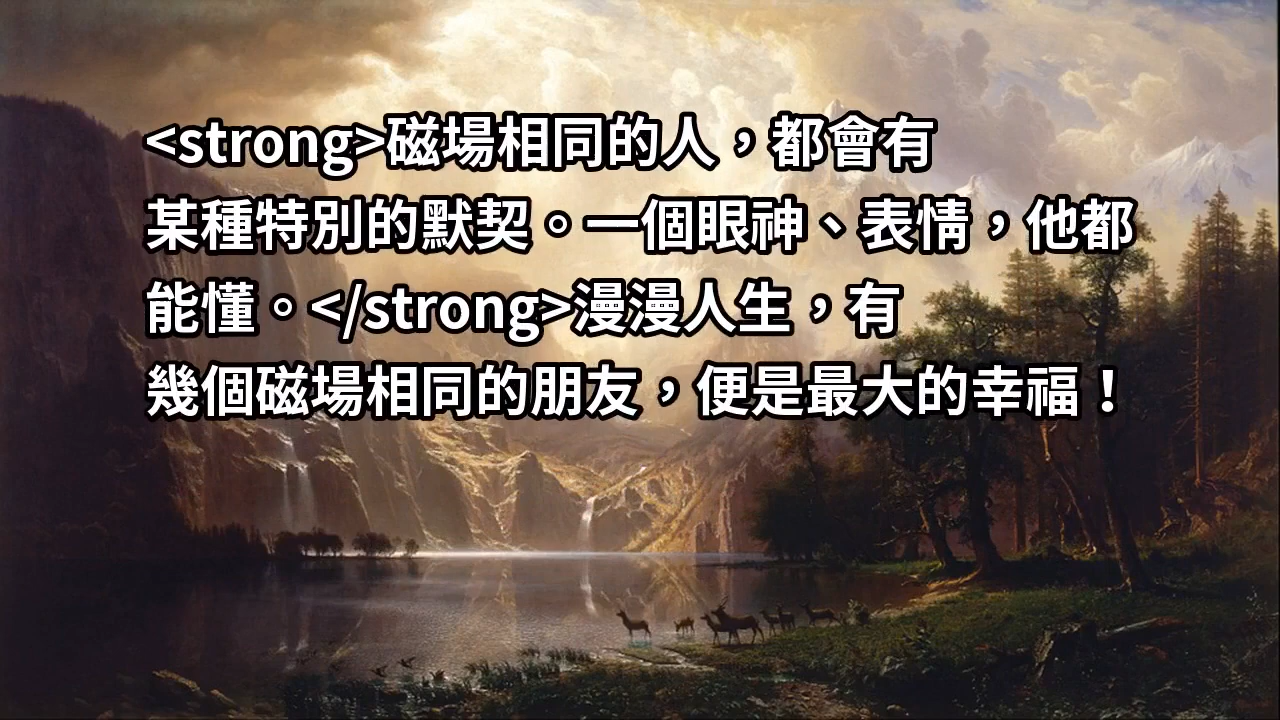 <strong>磁場相同的人，都會有
某種特別的默契。一個眼神、表情，他都
能懂。</strong>漫漫人生，有
幾個磁場相同的朋友，便是最大的幸福！